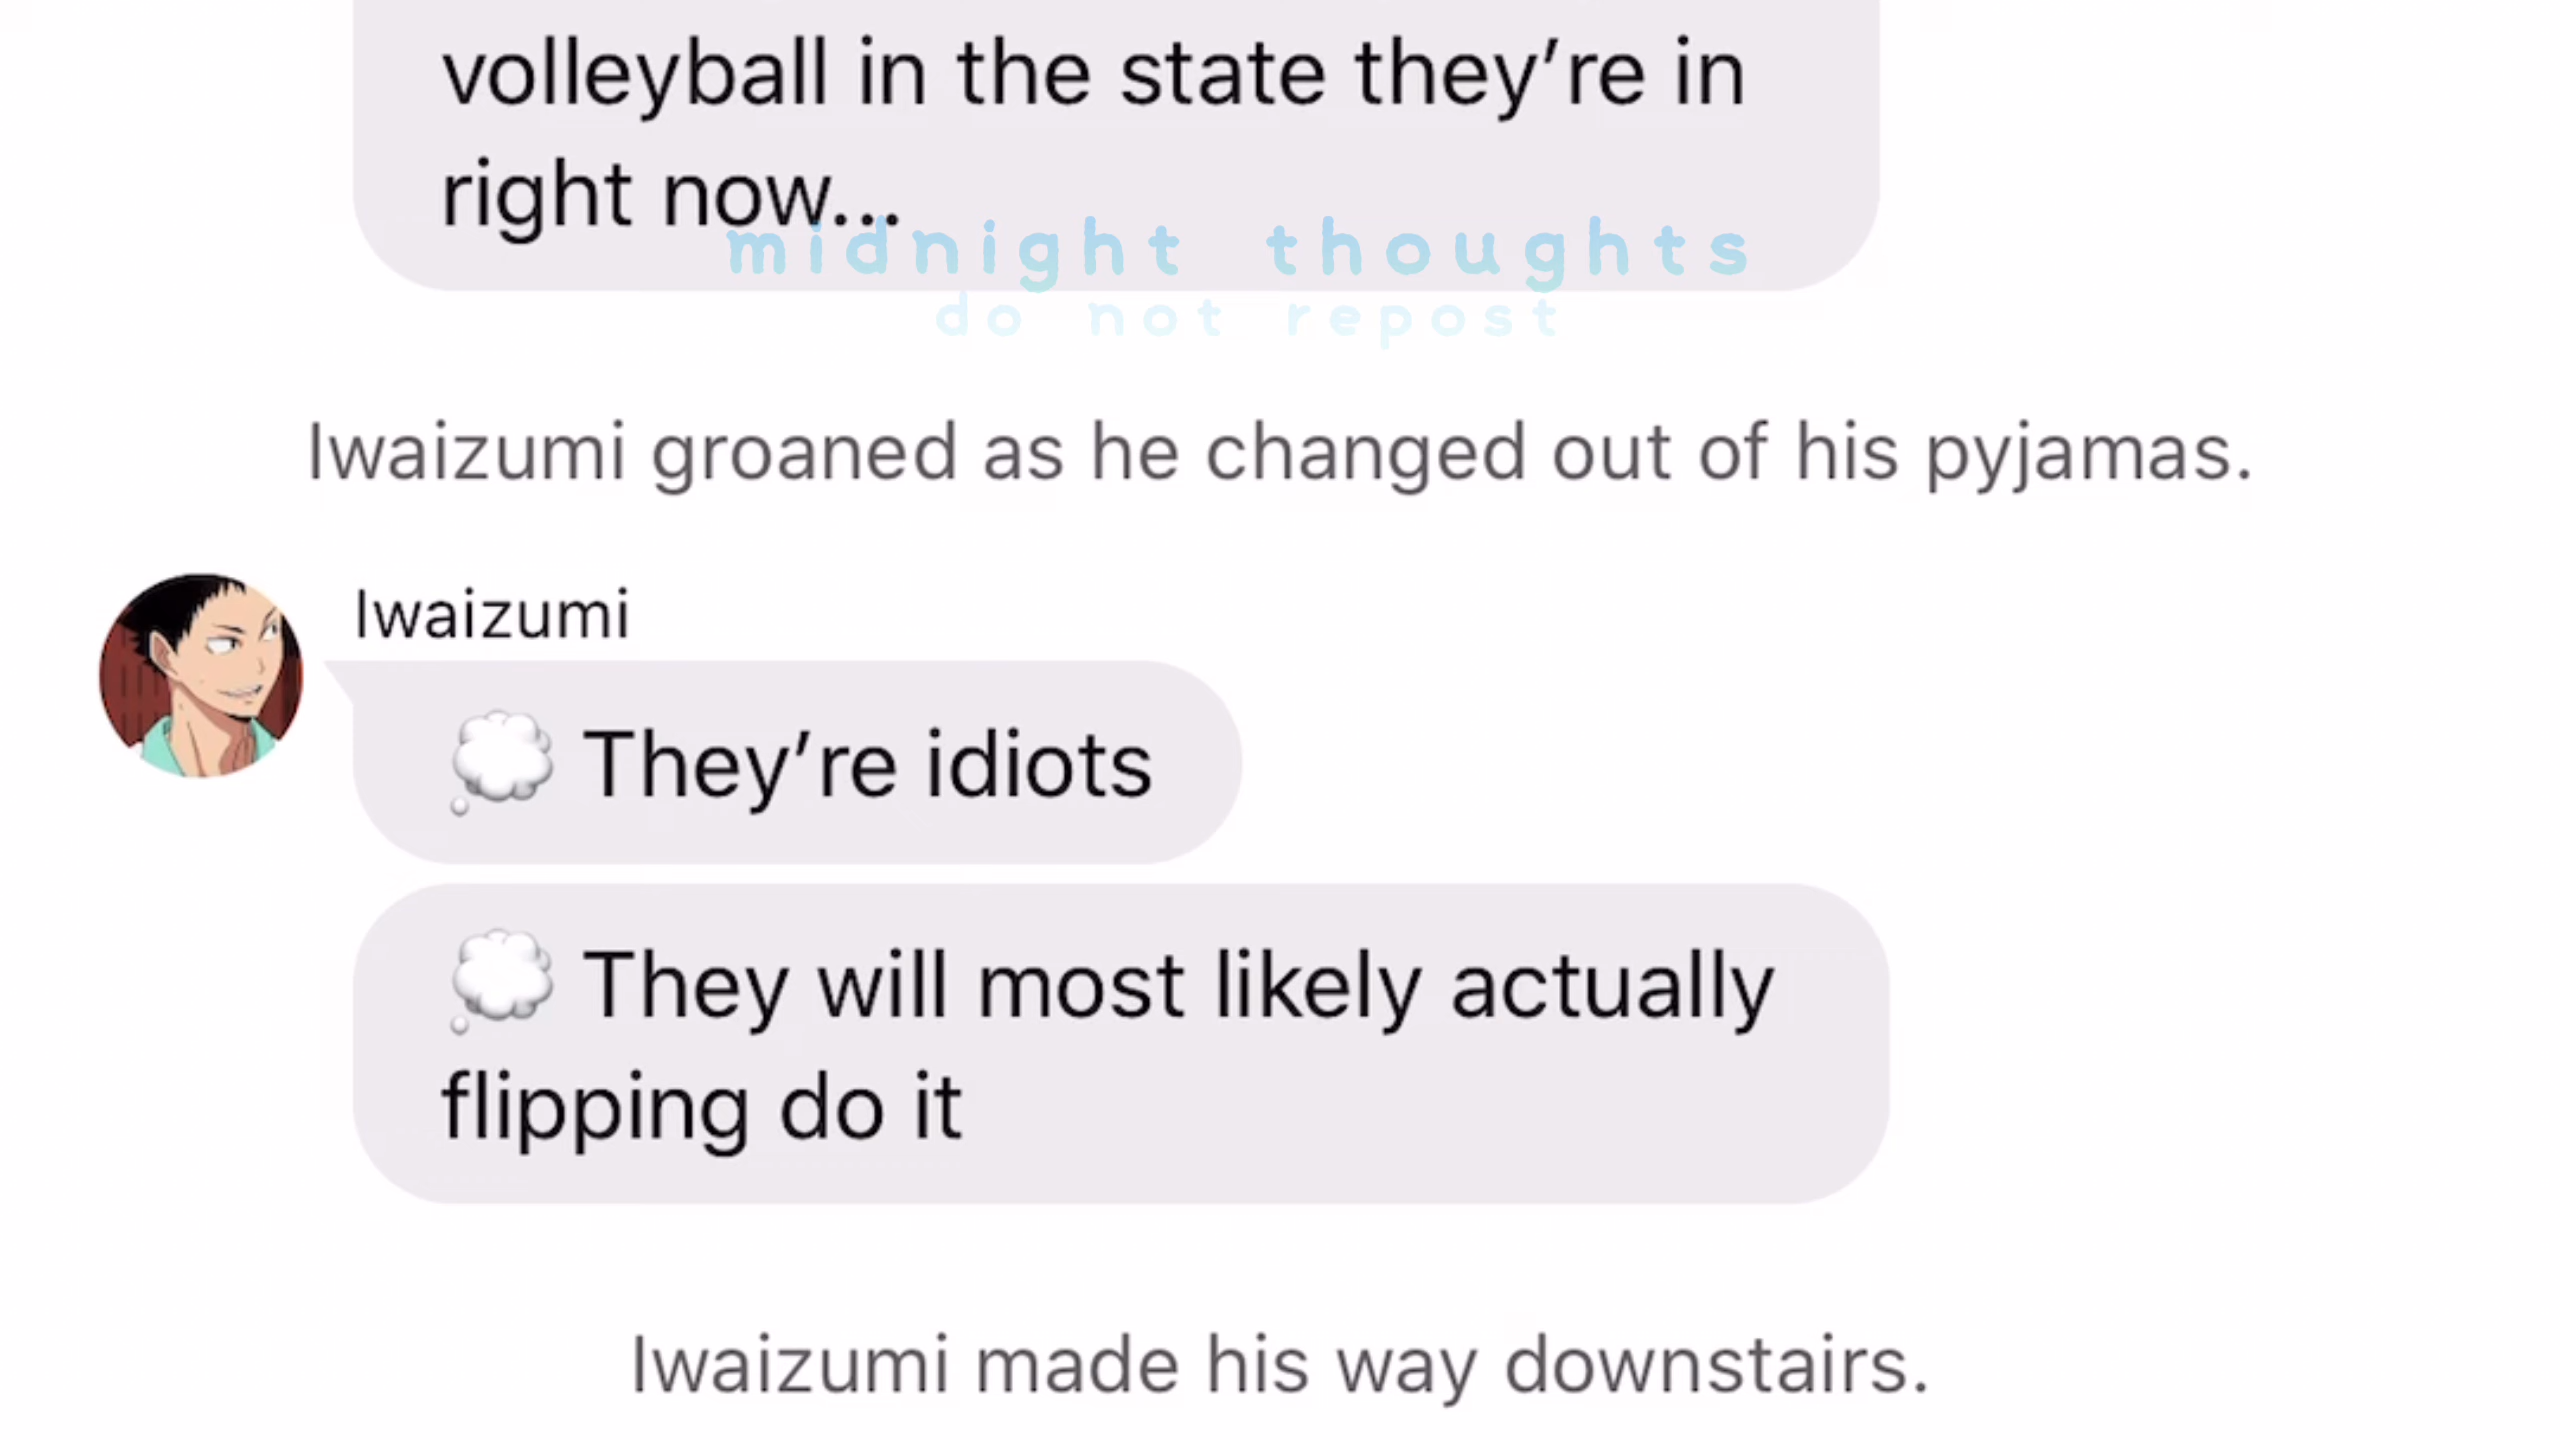 volleyball in the state they’re in
right now...
midnight thoughts
do not repost
Iwaizumi groaned as he changed out of his pyjamas.
Iwaizumi
💭 They’re idiots
💭 They will most likely actually
flipping do it
Iwaizumi made his way downstairs.